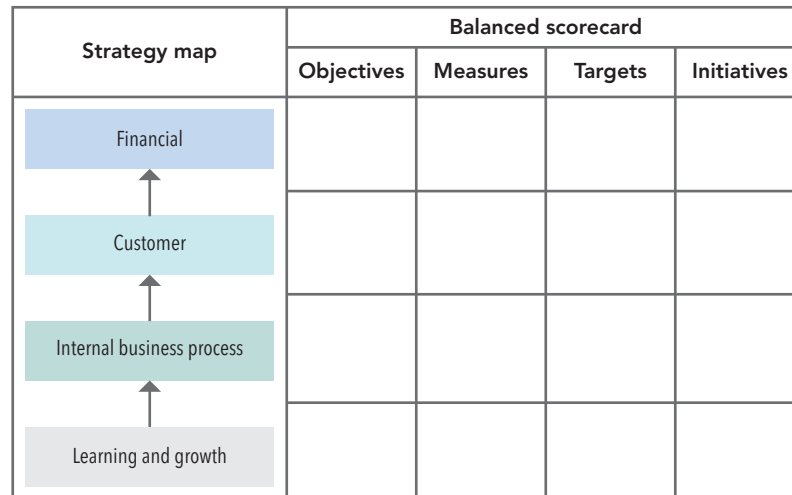 Strategy map
Balanced scorecard
Objectives
Measures
Targets
Initiatives
Financial
Customer
Internal business process
Learning and growth